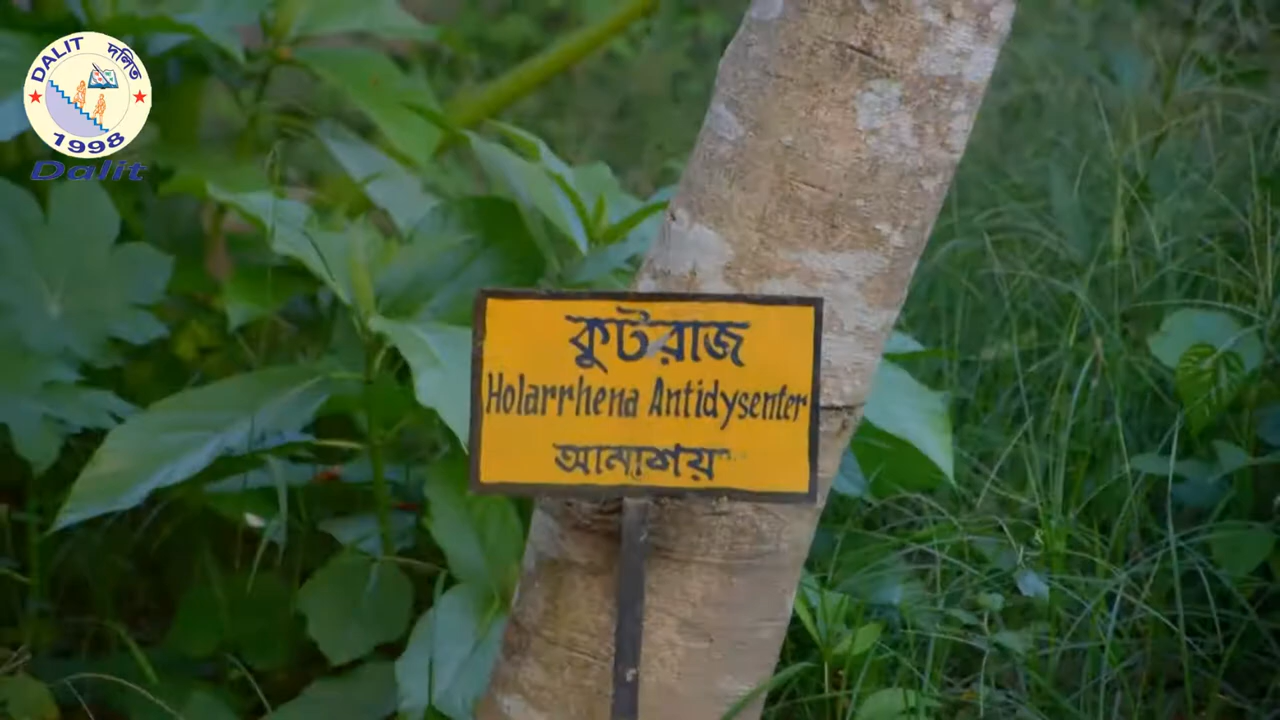 DALIT দলিত
1998
Dalit
কুটরাজ
Holarrhena Antidysenter
আমাশয়